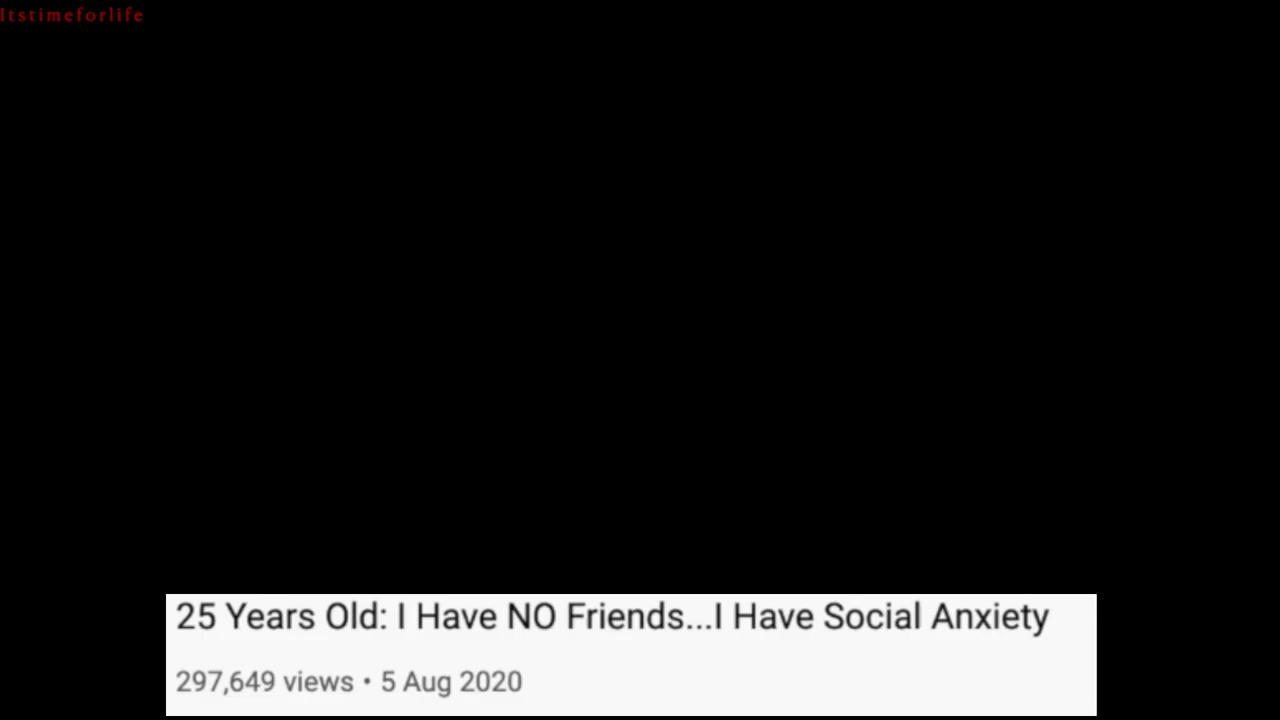 Itstimeforlife
25 Years Old: I Have NO Friends...I Have Social Anxiety
297,649 views • 5 Aug 2020